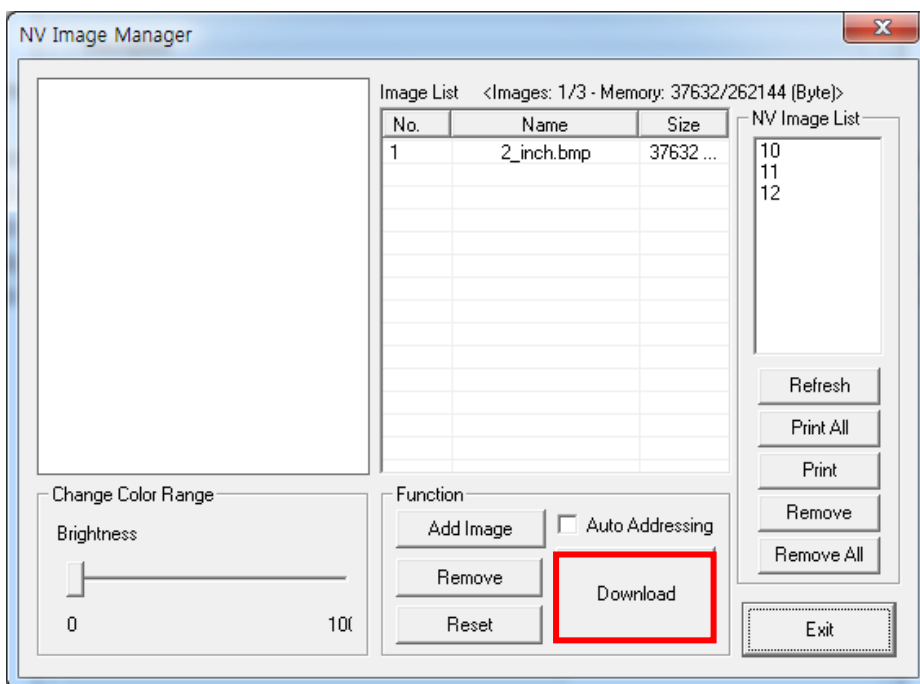 NV Image Manager
Image List <Images: 1/3 - Memory: 37632/262144 (Byte)>
No. Name Size
1 2_inch.bmp 37632 ...
NV Image List
10
11
12
Refresh
Print All
Print
Remove
Remove All
Change Color Range
Brightness
0 10(
Function
Add Image
Auto Addressing
Remove
Download
Reset
Exit